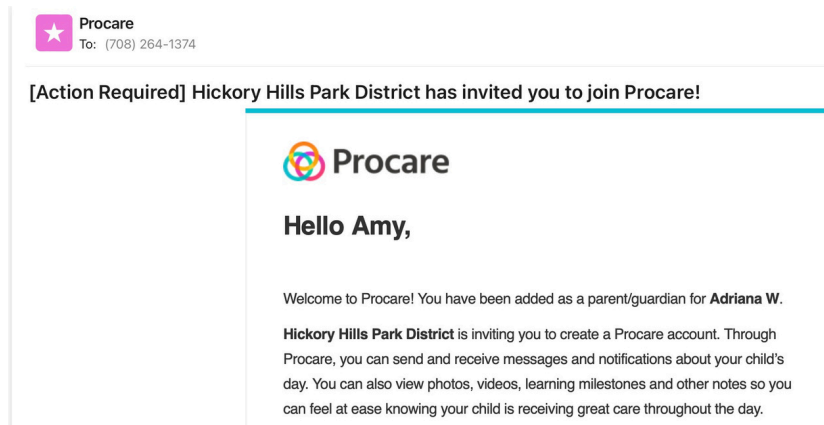 Procare
To: (708) 264-1374
[Action Required] Hickory Hills Park District has invited you to join Procare!
Procare
Hello Amy,
Welcome to Procare! You have been added as a parent/guardian for Adriana W.
Hickory Hills Park District is inviting you to create a Procare account. Through
Procare, you can send and receive messages and notifications about your child's
day. You can also view photos, videos, learning milestones and other notes so you
can feel at ease knowing your child is receiving great care throughout the day.